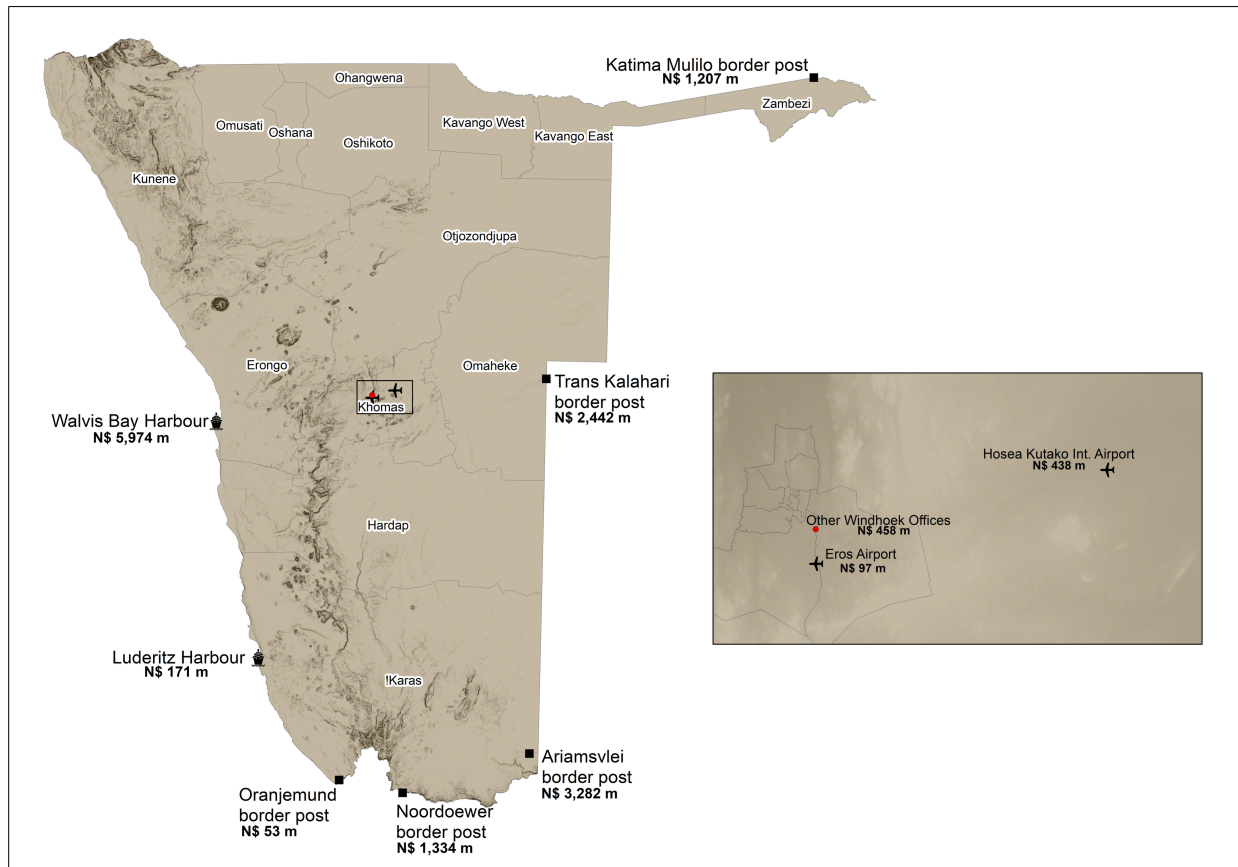 Katima Mulilo border post
N$ 1,207 m
Ohangwena
Zambezi
Omusati
Oshana
Oshikoto
Kavango West
Kavango East
Kunene
Otjozondjupa
Erongo
Omaheke
Khomas
Trans Kalahari
border post
N$ 2,442 m
Walvis Bay Harbour
N$ 5,974 m
Hosea Kutako Int. Airport
N$ 438 m
Other Windhoek Offices
N$ 458 m
Eros Airport
N$ 97 m
Hardap
Luderitz Harbour
N$ 171 m
!Karas
Ariamsvlei
border post
N$ 3,282 m
Oranjemund
border post
N$ 53 m
Noordoewer
border post
N$ 1,334 m